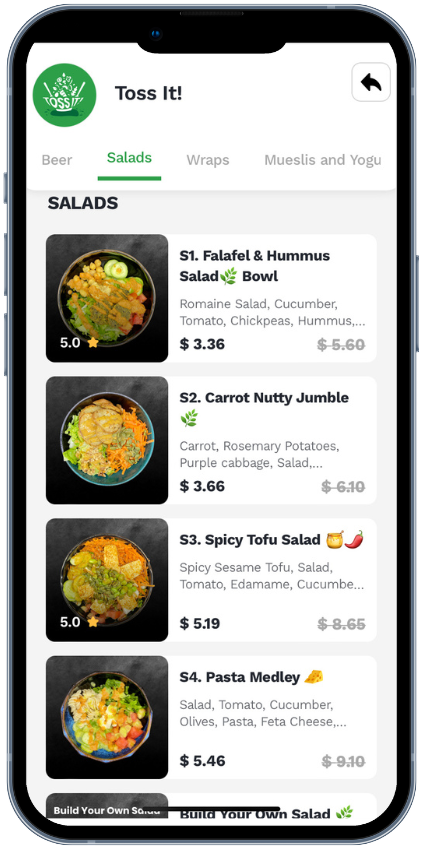 TOSS IT
Toss It!
Beer Salads Wraps Mueslis and Yogu
SALADS
S1. Falafel & Hummus
Salad🌿 Bowl
Romaine Salad, Cucumber,
Tomato, Chickpeas, Hummus,...
5.0
$ 3.36 $ 5.60
S2. Carrot Nutty Jumble
🌿
Carrot, Rosemary Potatoes,
Purple cabbage, Salad,...
$ 3.66 $ 6.10
S3. Spicy Tofu Salad 🍯🌶️
Spicy Sesame Tofu, Salad,
Tomato, Edamame, Cucumbe...
5.0
$ 5.19 $ 8.65
S4. Pasta Medley 🧀
Salad, Tomato, Cucumber,
Olives, Pasta, Feta Cheese,...
$ 5.46 $ 9.10
Build Your Own Salad
Build Your Own Salad 🌿